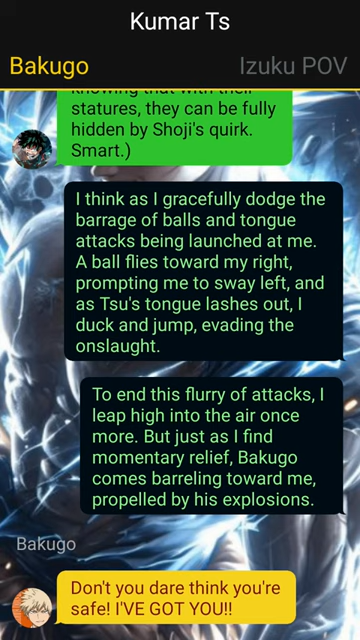 Kumar Ts
Bakugo
Izuku POV
knowing that with their
statures, they can be fully
hidden by Shoji's quirk.
Smart.)
I think as I gracefully dodge the
barrage of balls and tongue
attacks being launched at me.
A ball flies toward my right,
prompting me to sway left, and
as Tsu's tongue lashes out, I
duck and jump, evading the
onslaught.
To end this flurry of attacks, I
leap high into the air once
more. But just as I find
momentary relief, Bakugo
comes barreling toward me,
propelled by his explosions.
Bakugo
Don't you dare think you're
safe! I'VE GOT YOU!!